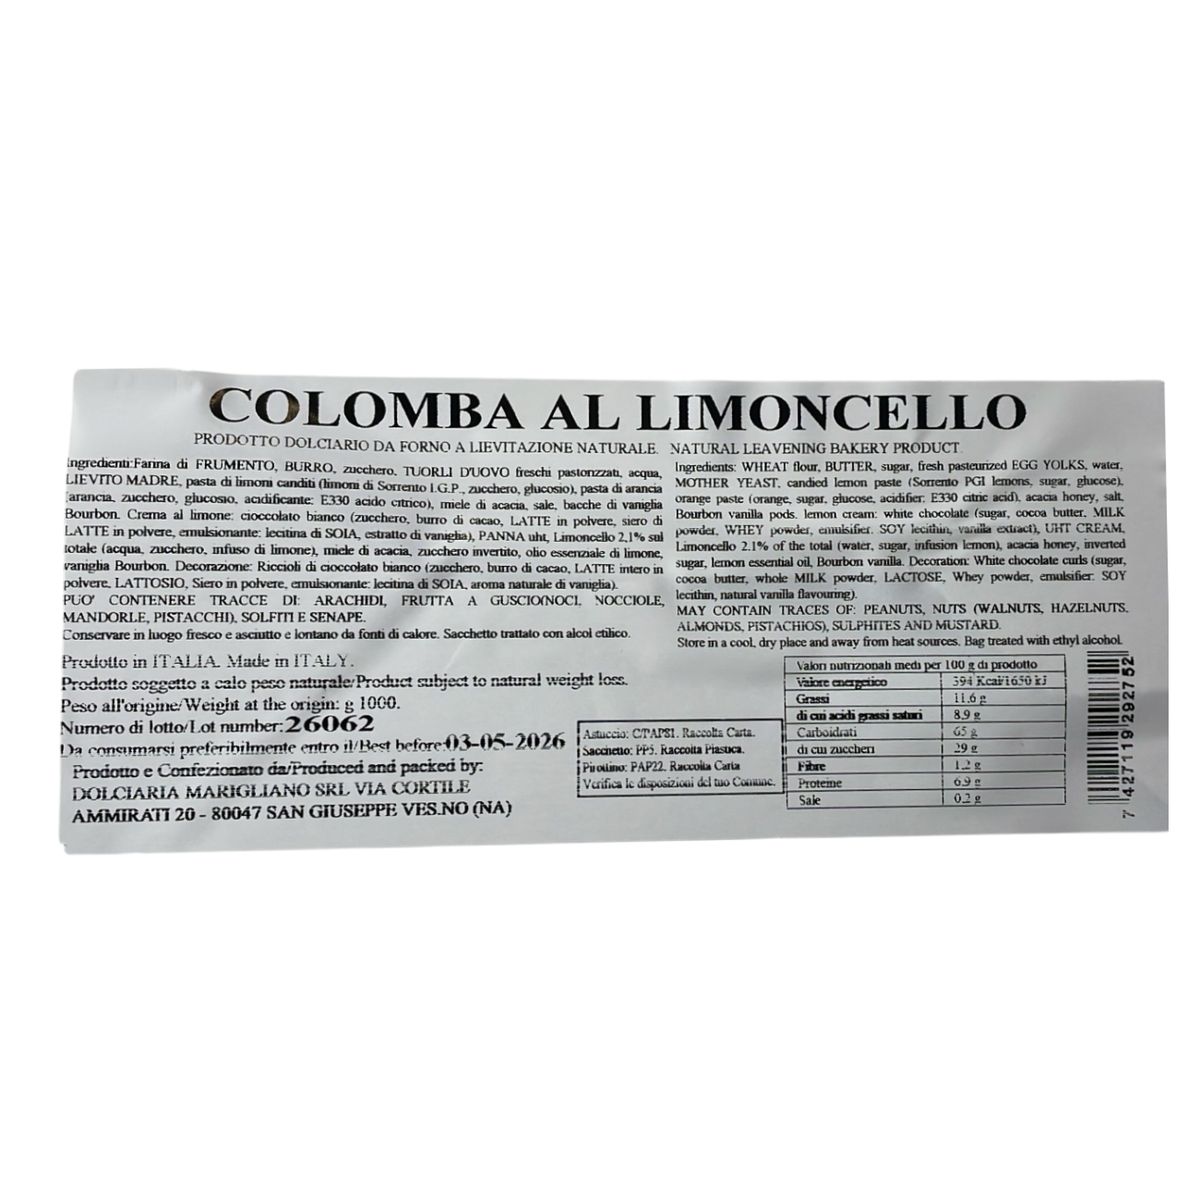 COLOMBA AL LIMONCELLO
PRODOTTO DOLCIARIO DA FORNO A LIEVITAZIONE NATURALE. NATURAL LEAVENING BAKERY PRODUCT.
Ingredienti:Farina di FRUMENTO, BURRO, zucchero, TUORLI D'UOVO freschi pastorizzati, acqua,
LIEVITO MADRE, pasta di limoni canditi (limoni di Sorrento I.G.P., zucchero, glucosio), pasta di arancia
(arancia, zucchero, glucosio, acidificante: E330 acido citrico), miele di acacia, sale, bacche di vaniglia
Bourbon. Crema al limone: cioccolato bianco (zucchero, burro di cacao, LATTE in polvere, siero di
LATTE in polvere, emulsionante: lecitina di SOIA, estratto di vaniglia), PANNA uht, Limoncello 2,1% sul
totale (acqua, zucchero, infuso di limone), miele di acacia, zucchero invertito, olio essenziale di limone,
vaniglia Bourbon. Decorazione: Riccioli di cioccolato bianco (zucchero, burro di cacao, LATTE intero in
polvere, LATTOSIO, Siero in polvere, emulsionante: lecitina di SOIA, aroma naturale di vaniglia).
PUO' CONTENERE TRACCE DI: ARACHIDI, FRUTTA A GUSCIO(NOCI, NOCCIOLE,
MANDORLE, PISTACCHI), SOLFITI E SENAPE.
Conservare in luogo fresco e asciutto e lontano da fonti di calore. Sacchetto trattato con alcol etilico.
Ingredients: WHEAT flour, BUTTER, sugar, fresh pasteurized EGG YOLKS, water,
MOTHER YEAST, candied lemon paste (Sorrento PGI lemons, sugar, glucose),
orange paste (orange, sugar, glucose, acidifier: E330 citric acid), acacia honey, salt,
Bourbon vanilla pods. lemon cream: white chocolate (sugar, cocoa butter, MILK
powder, WHEY powder, emulsifier: SOY lecithin, vanilla extract), UHT CREAM,
Limoncello 2.1% of the total (water, sugar, infusion lemon), acacia honey, inverted
sugar, lemon essential oil, Bourbon vanilla. Decoration: White chocolate curls (sugar,
cocoa butter, whole MILK powder, LACTOSE, Whey powder, emulsifier: SOY
lecithin, natural vanilla flavouring).
MAY CONTAIN TRACES OF: PEANUTS, NUTS (WALNUTS, HAZELNUTS,
ALMONDS, PISTACHIOS), SULPHITES AND MUSTARD.
Store in a cool, dry place and away from heat sources. Bag treated with ethyl alcohol.
Prodotto in ITALIA. Made in ITALY.
Prodotto soggetto a calo peso naturale/Product subject to natural weight loss.
Peso all'origine/Weight at the origin: g 1000.
Numero di lotto/Lot number:26062
Da consumarsi preferibilmente entro il/Best before:03-05-2026
Prodotto e Confezionato da/Produced and packed by:
DOLCIARIA MARIGLIANO SRL VIA CORTILE
AMMIRATI 20 - 80047 SAN GIUSEPPE VES.NO (NA)
Astuccio: C/PAP81. Raccolta Carta.
Sacchetto: PP5. Raccolta Plastica.
Pirottino: PAP22. Raccolta Carta
Verifica le disposizioni del tuo Comune.
Valori nutrizionali medi per 100 g di prodotto
Valore energetico 394 Kcal/1650 kJ
Grassi 11,6 g
di cui acidi grassi saturi 8,9 g
Carboidrati 65 g
di cui zuccheri 29 g
Fibre 1,2 g
Proteine 6,9 g
Sale 0,2 g
7 427119 292752